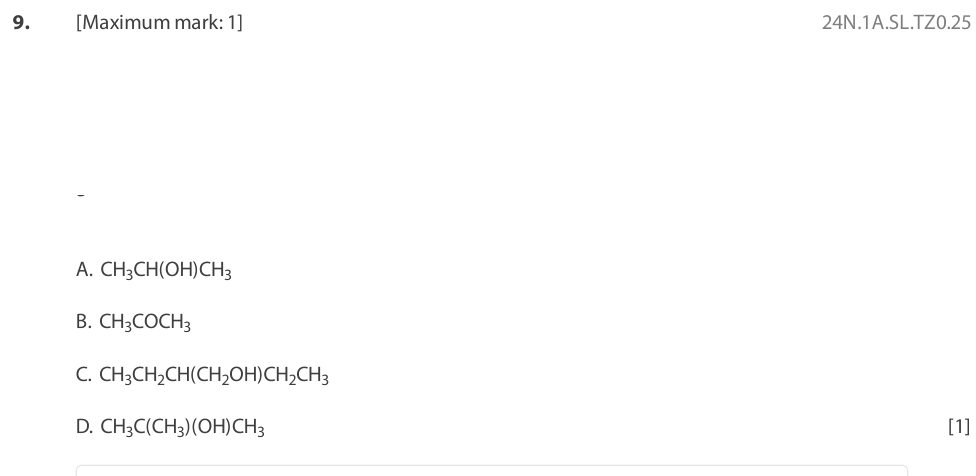 9. [Maximum mark: 1] 24N.1A.SL.TZ0.25
A. CH₃CH(OH)CH₃
B. CH₃COCH₃
C. CH₃CH₂CH(CH₂OH)CH₂CH₃
D. CH₃C(CH₃)(OH)CH₃ [1]